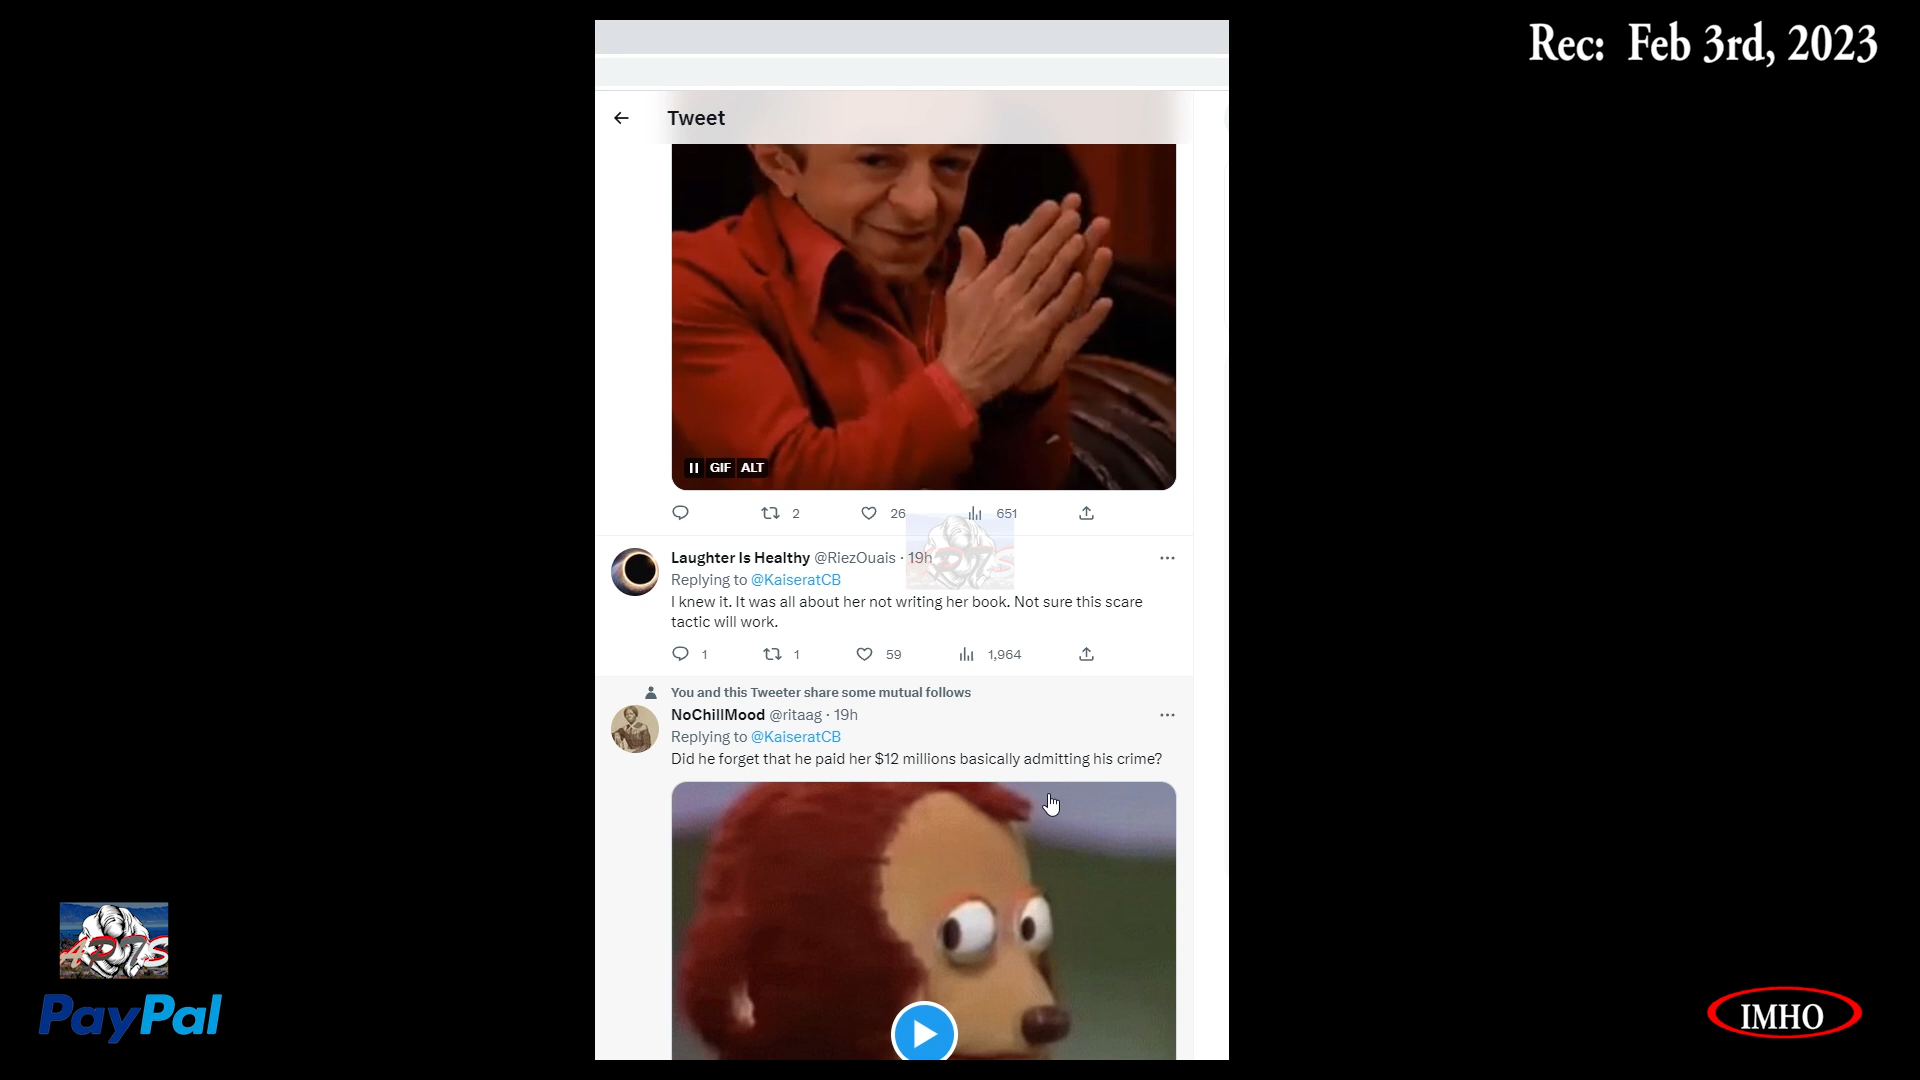 Rec: Feb 3rd, 2023
Tweet
GIF ALT
2 26 651
Laughter Is Healthy @RiezOuais · 19h
Replying to @KaiseratCB
I knew it. It was all about her not writing her book. Not sure this scare
tactic will work.
1 1 59 1,964
You and this Tweeter share some mutual follows
NoChillMood @ritaag · 19h
Replying to @KaiseratCB
Did he forget that he paid her $12 millions basically admitting his crime?
PayPal
IMHO